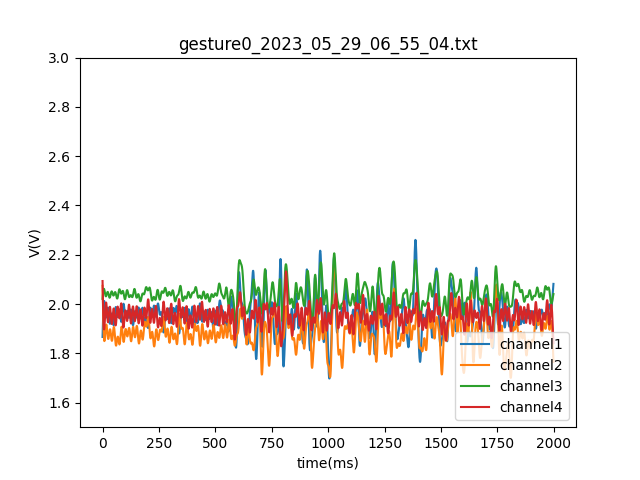 gesture0_2023_05_29_06_55_04.txt
3.0
2.8
2.6
2.4
2.2
2.0
1.8
1.6
V(V)
channel1
channel2
channel3
channel4
0 250 500 750 1000 1250 1500 1750 2000
time(ms)